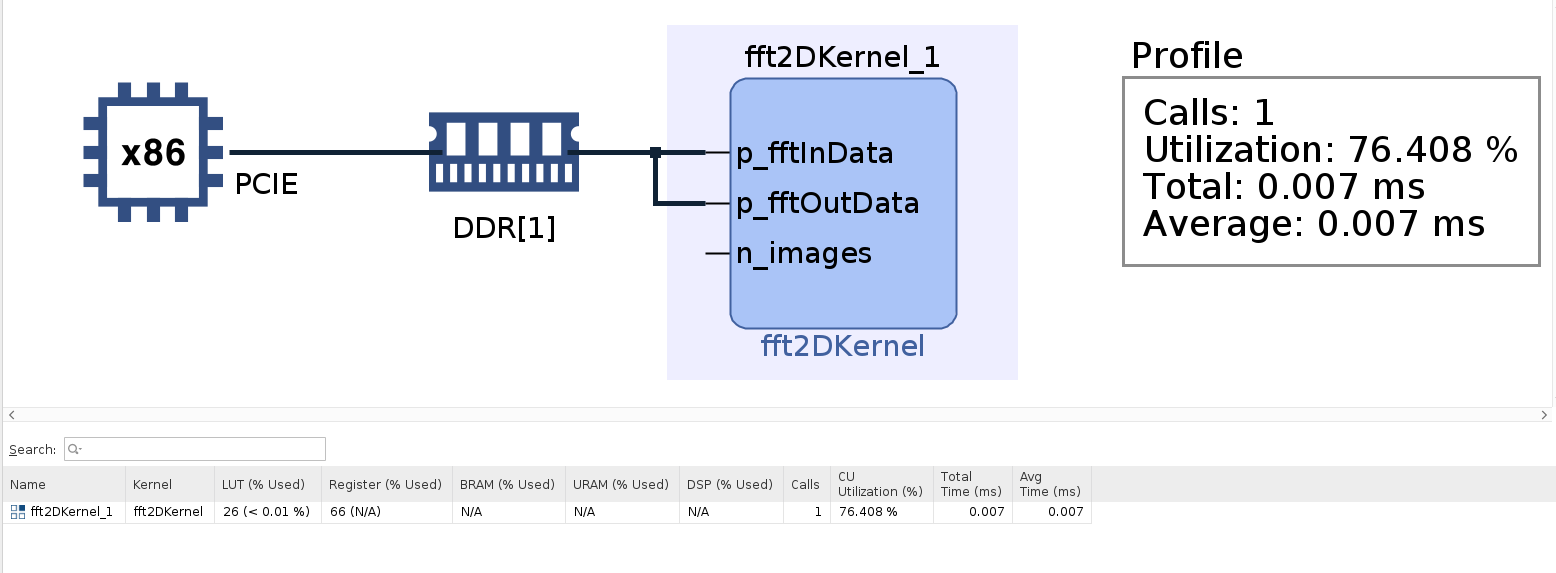 fft2DKernel_1
Profile
x86
PCIE
DDR[1]
p_fftInData
p_fftOutData
n_images
fft2DKernel
Calls: 1
Utilization: 76.408 %
Total: 0.007 ms
Average: 0.007 ms
Search:
Name Kernel LUT (% Used) Register (% Used) BRAM (% Used) URAM (% Used) DSP (% Used) Calls CU Utilization (%) Total Time (ms) Avg Time (ms)
fft2DKernel_1 fft2DKernel 26 (< 0.01 %) 66 (N/A) N/A N/A N/A 1 76.408 % 0.007 0.007